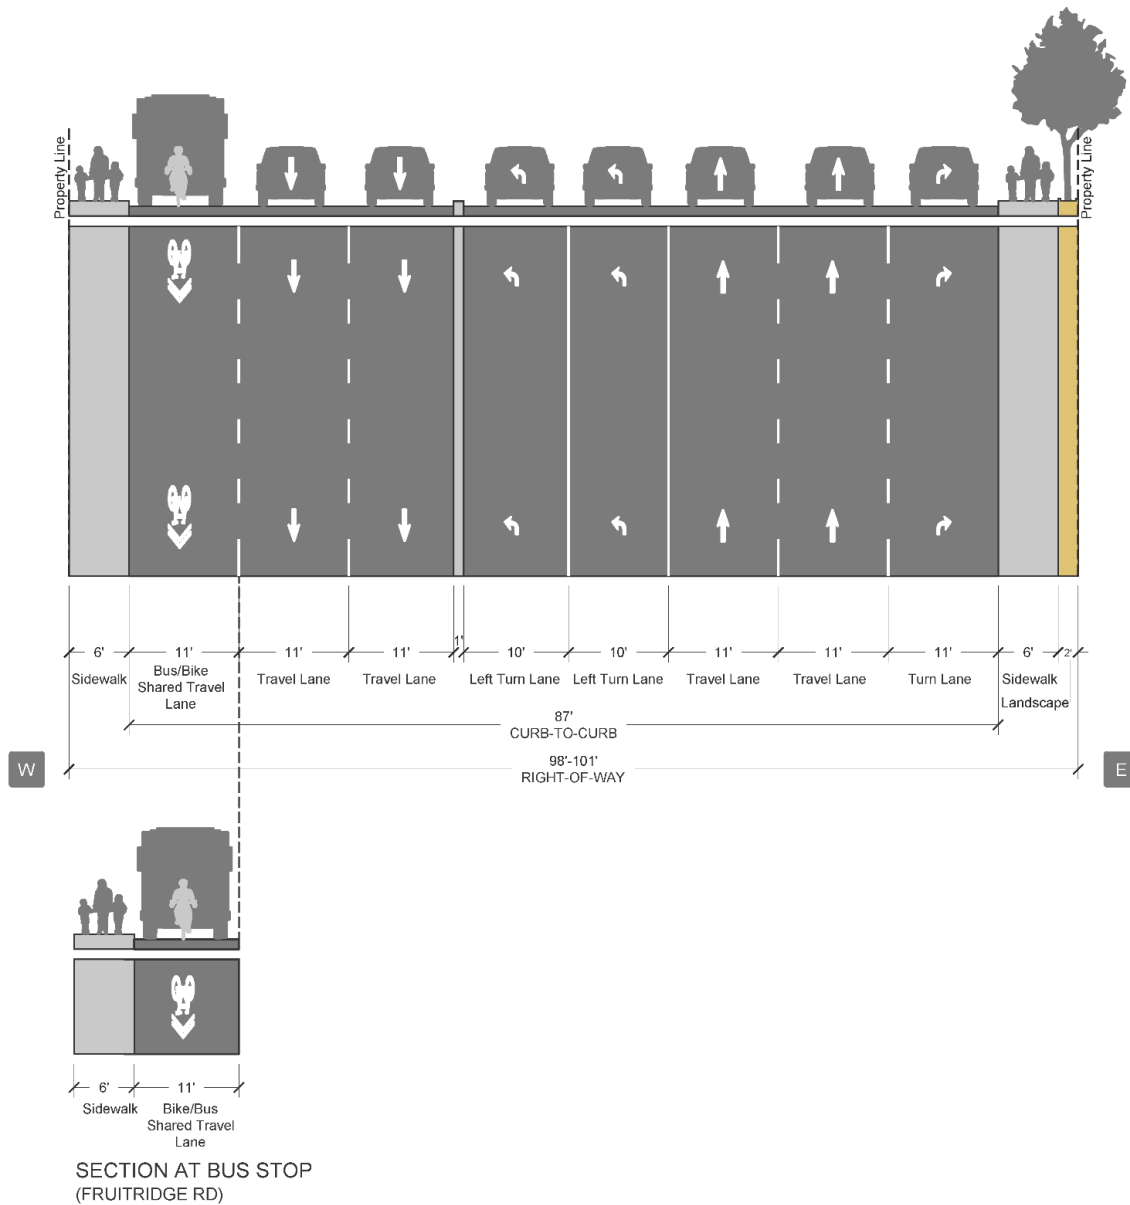 Property Line
Property Line
6' 11' 11' 11' 1' 10' 10' 11' 11' 11' 6' 2'
Sidewalk
Bus/Bike
Shared Travel
Lane
Travel Lane
Travel Lane
Left Turn Lane
Left Turn Lane
Travel Lane
Travel Lane
Turn Lane
Sidewalk
Landscape
87'
CURB-TO-CURB
98'-101'
RIGHT-OF-WAY
W
E
6' 11'
Sidewalk
Bike/Bus
Shared Travel
Lane
SECTION AT BUS STOP
(FRUITRIDGE RD)